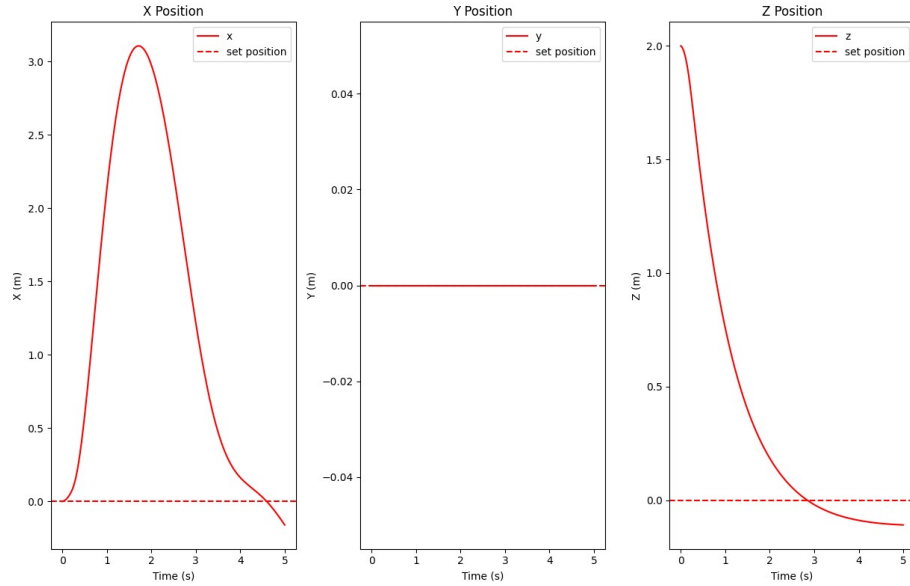 X Position
x
set position
3.0
2.5
2.0
1.5
1.0
0.5
0.0
X (m)
0 1 2 3 4 5
Time (s)
Y Position
y
set position
0.04
0.02
0.00
−0.02
−0.04
Y (m)
0 1 2 3 4 5
Time (s)
Z Position
z
set position
2.0
1.5
1.0
0.5
0.0
Z (m)
0 1 2 3 4 5
Time (s)